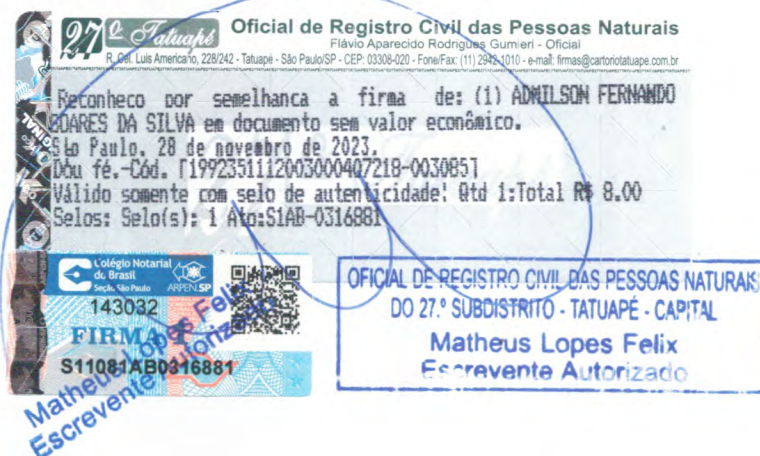 27º Tatuapé
Oficial de Registro Civil das Pessoas Naturais
Flávio Aparecido Rodrigues Gumieri - Oficial
R. Cel. Luis Americano, 228/242 - Tatuapé - São Paulo/SP - CEP: 03308-020 - Fone/Fax: (11) 2942-1010 - e-mail: firmas@cartoriotatuape.com.br
Reconheco por semelhanca a firma de: (1) ADMILSON FERNANDO
SOARES DA SILVA em documento sem valor econômico.
São Paulo, 28 de novembro de 2023.
Dou fé.-Cód. [1992351112003000407218-003085]
Válido somente com selo de autenticidade! Qtd 1:Total R$ 8.00
Selos: Selo(s): 1 Ato:S1AB-0316881
Colégio Notarial
do Brasil
Seção São Paulo
ARPEN.SP
143032
FIRMA 1
S11081AB0316881
Matheus Lopes Felix
Escrevente Autorizado
OFICIAL DE REGISTRO CIVIL DAS PESSOAS NATURAIS
DO 27.º SUBDISTRITO - TATUAPÉ - CAPITAL
Matheus Lopes Felix
Escrevente Autorizado